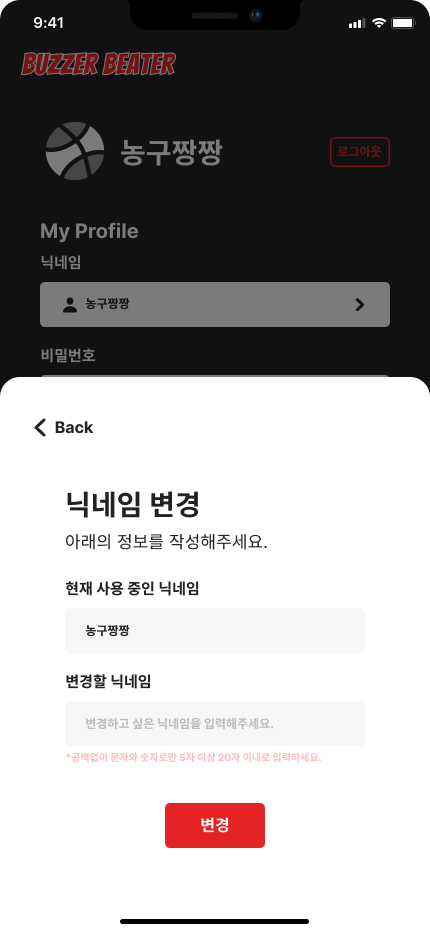 9:41
BUZZER BEATER
농구짱짱
로그아웃
My Profile
닉네임
농구짱짱
비밀번호
Back
닉네임 변경
아래의 정보를 작성해주세요.
현재 사용 중인 닉네임
농구짱짱
변경할 닉네임
변경하고 싶은 닉네임을 입력해주세요.
*공백없이 문자와 숫자로만 5자 이상 20자 이내로 입력하세요.
변경